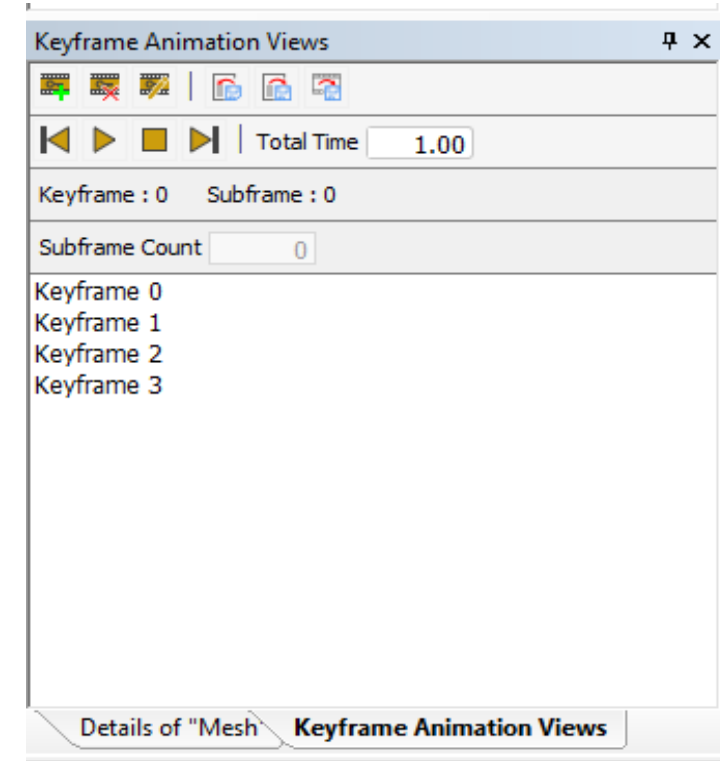 Keyframe Animation Views
Total Time 1.00
Keyframe : 0 Subframe : 0
Subframe Count 0
Keyframe 0
Keyframe 1
Keyframe 2
Keyframe 3
Details of "Mesh" Keyframe Animation Views